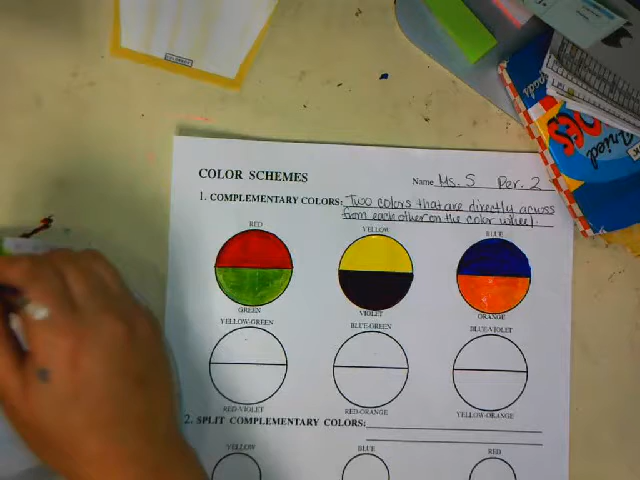 COLOR SCHEMES
Name Ms. S Per. 2
1. COMPLEMENTARY COLORS: Two colors that are directly across
from each other on the color wheel.
RED
YELLOW
BLUE
GREEN
VIOLET
ORANGE
YELLOW-GREEN
BLUE-GREEN
BLUE-VIOLET
RED-VIOLET
RED-ORANGE
YELLOW-ORANGE
2. SPLIT COMPLEMENTARY COLORS:
YELLOW
BLUE
RED